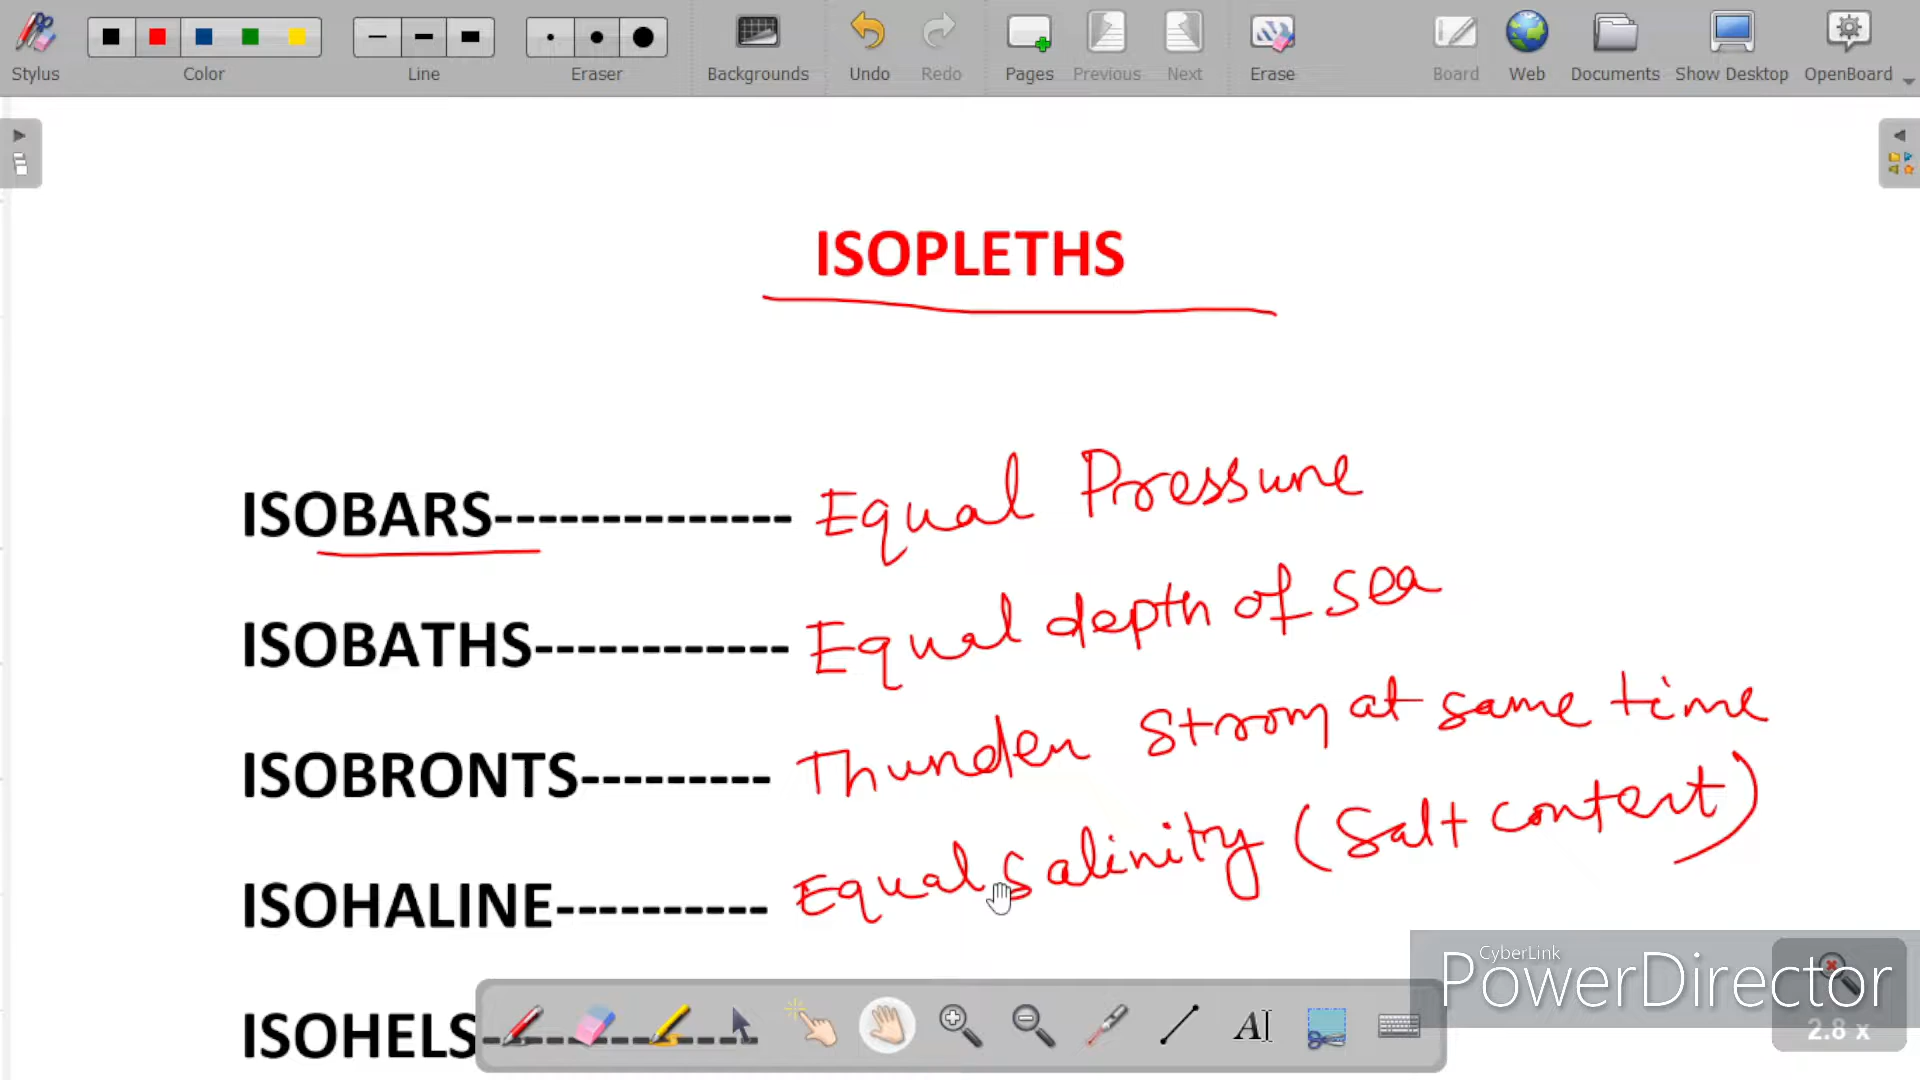 Stylus Color Line Eraser Backgrounds Undo Redo Pages Previous Next Erase Board Web Documents Show Desktop OpenBoard
ISOPLETHS
ISOBARS-------------- Equal Pressure
ISOBATHS------------ Equal depth of sea
ISOBRONTS--------- Thunder Strom at same time
ISOHALINE---------- Equal Salinity (Salt content)
ISOHELS
CyberLink
PowerDirector
2.8 x